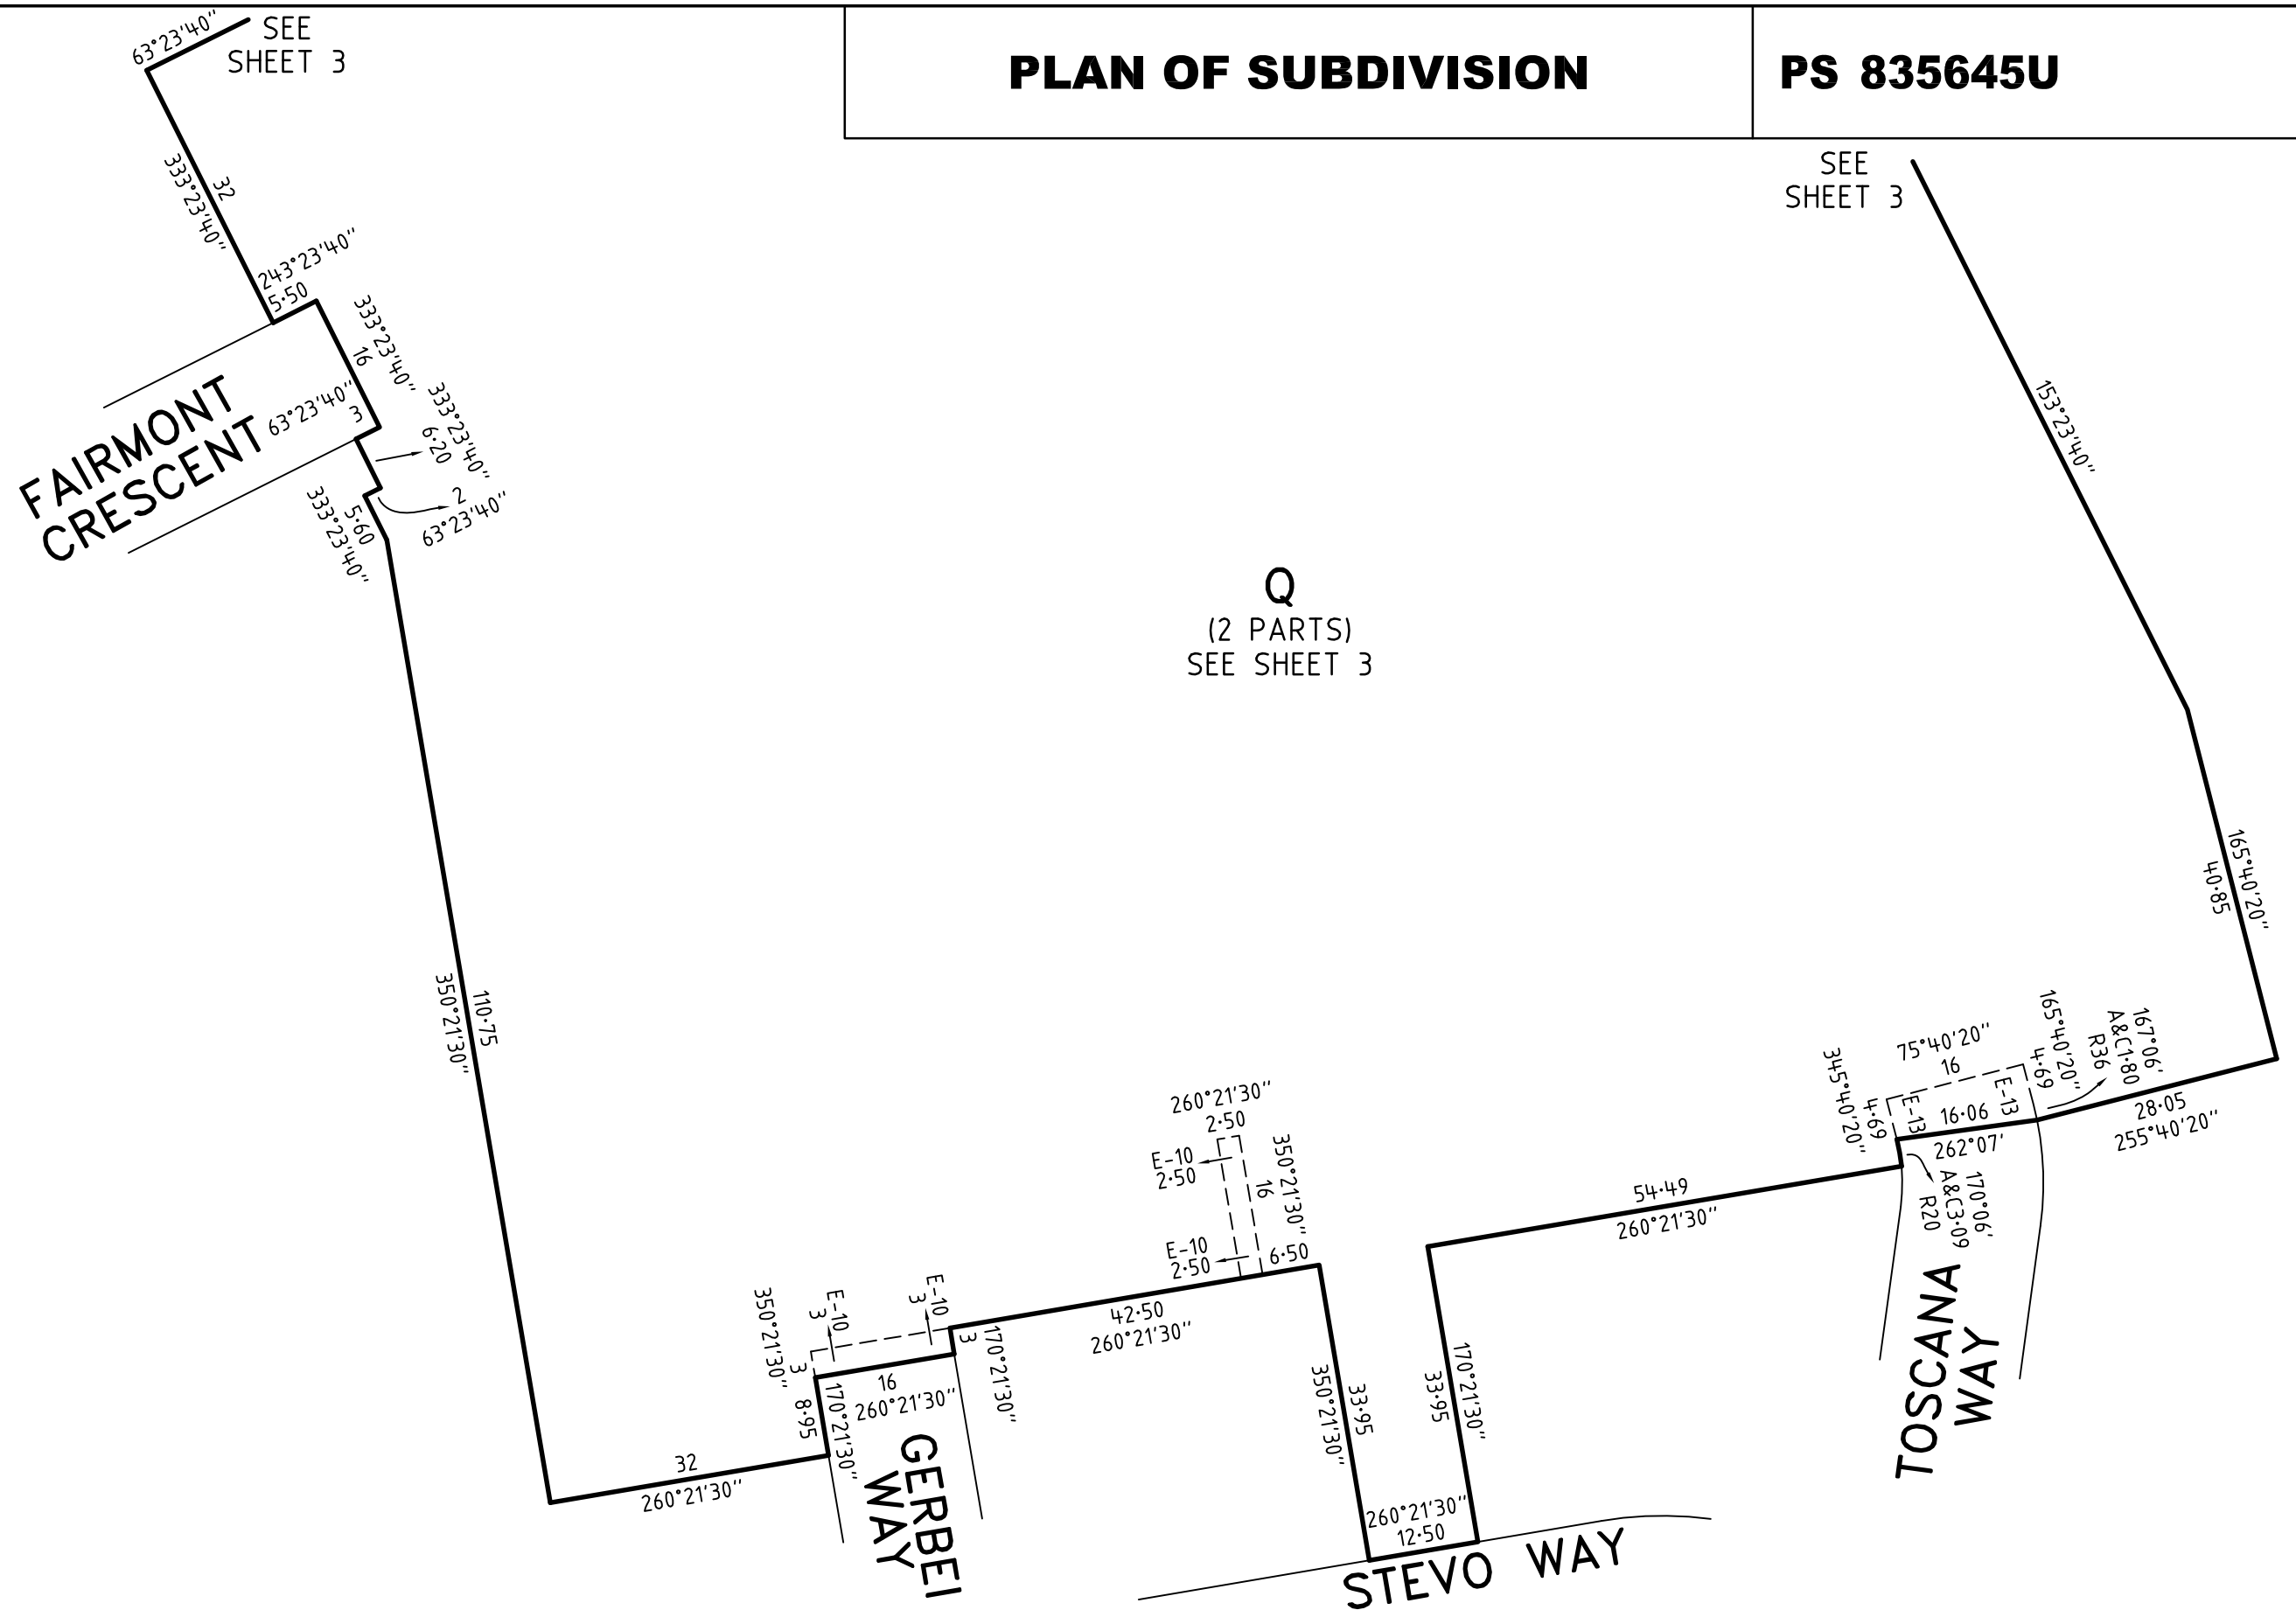 PLAN OF SUBDIVISION
PS 835645U
63°23'40"
SEE
SHEET 3
32
333°23'40"
243°23'40"
5·50
333°23'40"
16
63°23'40"
3
333°23'40"
6·20
2
63°23'40"
5·60
333°23'40"
FAIRMONT
CRESCENT
SEE
SHEET 3
153°23'40"
Q
(2 PARTS)
SEE SHEET 3
165°40'20"
40·85
110·75
350°21'30"
167°06'
A&C1·80
R36
165°40'20"
4·69
75°40'20"
16
E-13
E-13
345°40'20"
4·69
16·06
262°07'
28·05
255°40'20"
170°06'
A&C3·09
R20
54·49
260°21'30"
260°21'30"
2·50
E-10
2·50
350°21'30"
16
E-10
2·50
6·50
E-10
3
E-10
3
350°21'30"
3
3
170°21'30"
42·50
260°21'30"
16
260°21'30"
8·95
170°21'30"
32
260°21'30"
33·95
350°21'30"
170°21'30"
33·95
260°21'30"
12·50
GERBEI
WAY
STEVO WAY
TOSCANA
WAY